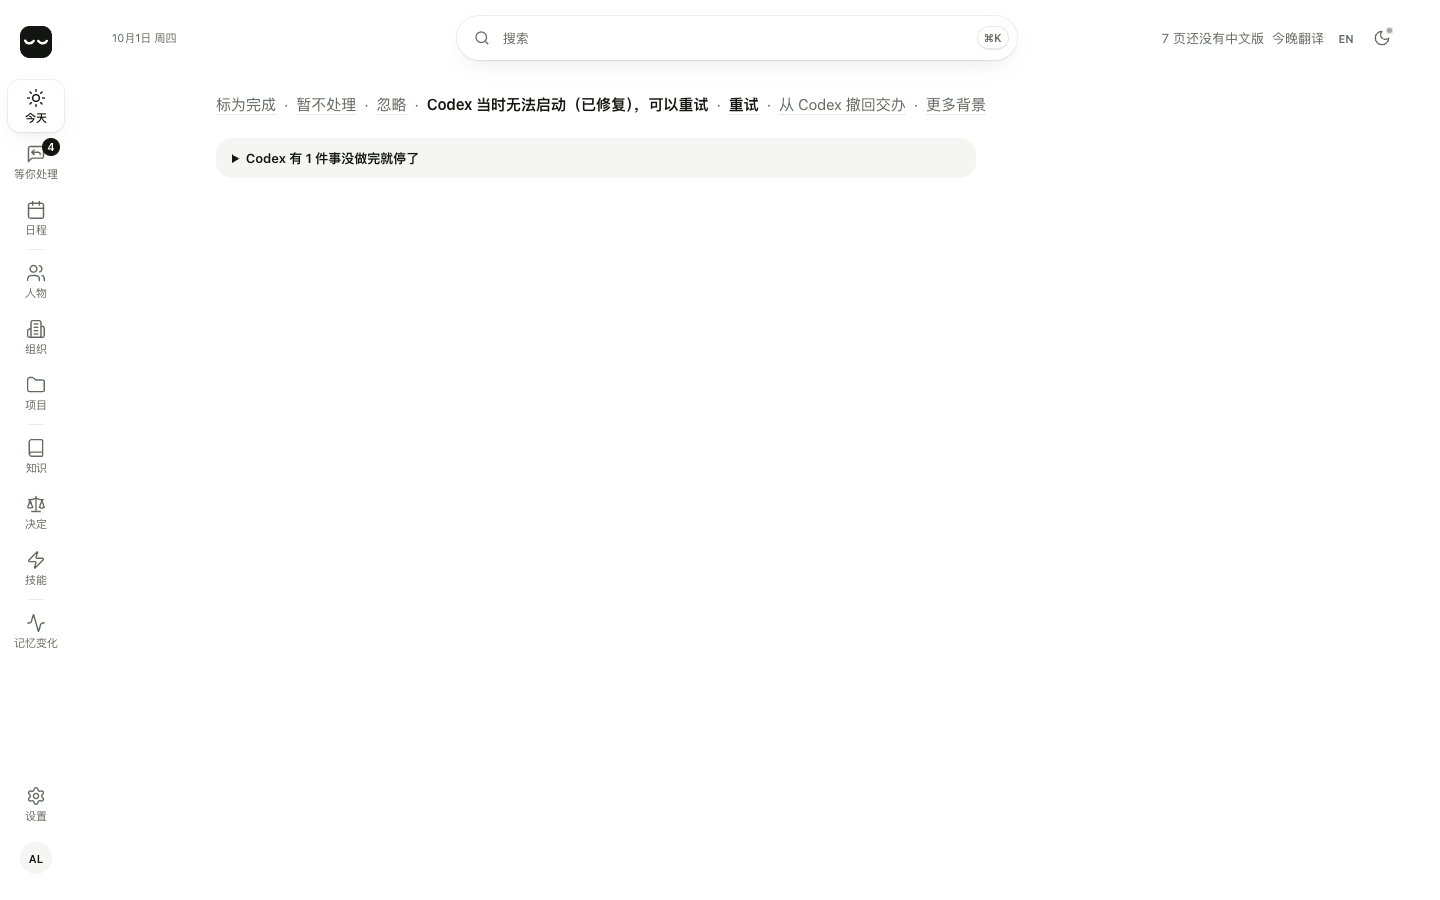 10月1日 周四
搜索
⌘K
7 页还没有中文版 今晚翻译 EN
今天
4
等你处理
日程
人物
组织
项目
知识
决定
技能
记忆变化
设置
AL
标为完成 · 暂不处理 · 忽略 · Codex 当时无法启动（已修复），可以重试 · 重试 · 从 Codex 撤回交办 · 更多背景
Codex 有 1 件事没做完就停了